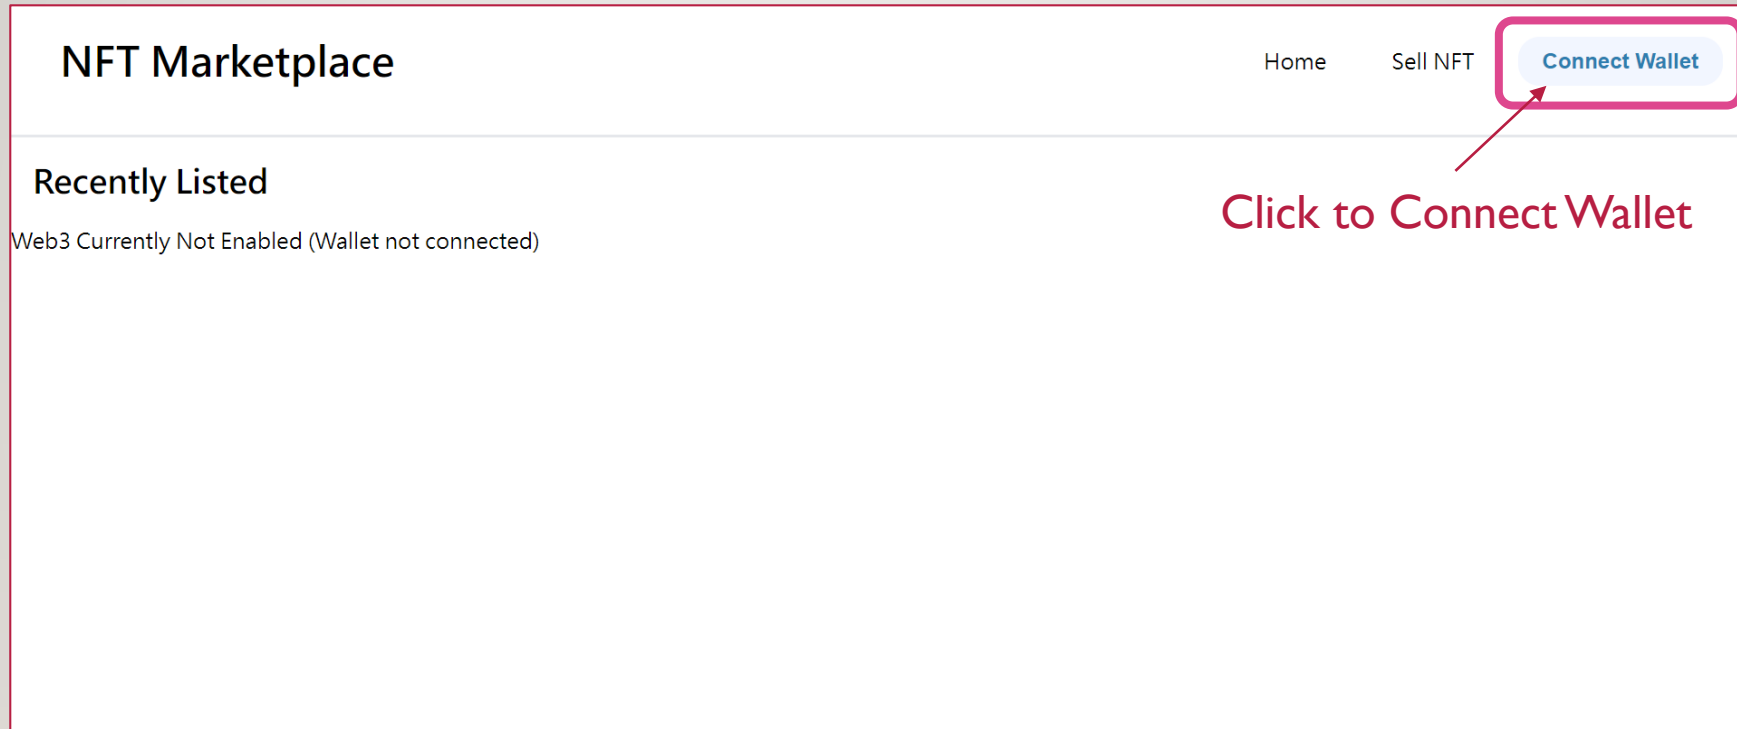 NFT Marketplace
Home
Sell NFT
Connect Wallet
Recently Listed
Click to Connect Wallet
Web3 Currently Not Enabled (Wallet not connected)